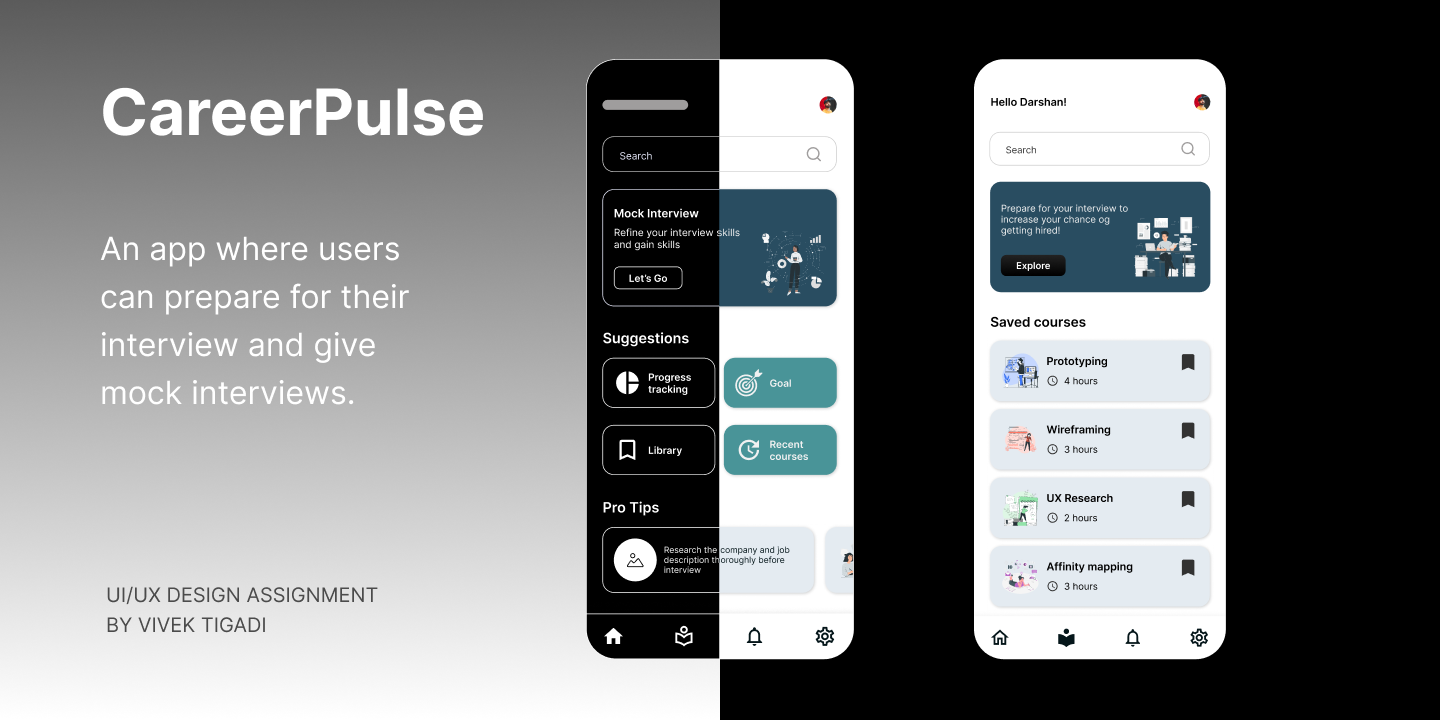 CareerPulse
An app where users
can prepare for their
interview and give
mock interviews.
UI/UX DESIGN ASSIGNMENT
BY VIVEK TIGADI
Search
Mock Interview
Refine your interview skills
and gain skills
Let's Go
Suggestions
Progress
tracking
Goal
Library
Recent
courses
Pro Tips
Research the company and job
description thoroughly before
interview
Hello Darshan!
Search
Prepare for your interview to
increase your chance og
getting hired!
Explore
Saved courses
Prototyping
4 hours
Wireframing
3 hours
UX Research
2 hours
Affinity mapping
3 hours